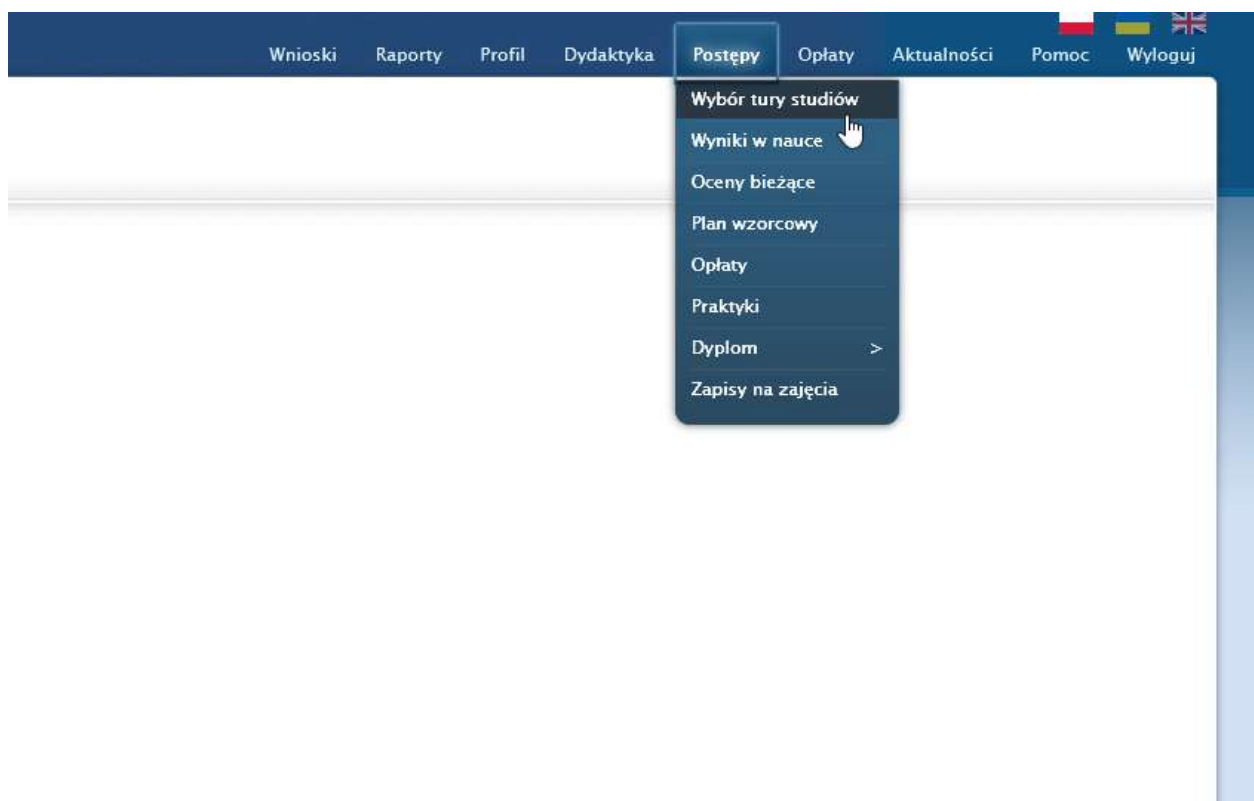 Wnioski Raporty Profil Dydaktyka Postępy Opłaty Aktualności Pomoc Wyloguj
Wybór tury studiów
Wyniki w nauce
Oceny bieżące
Plan wzorcowy
Opłaty
Praktyki
Dyplom >
Zapisy na zajęcia